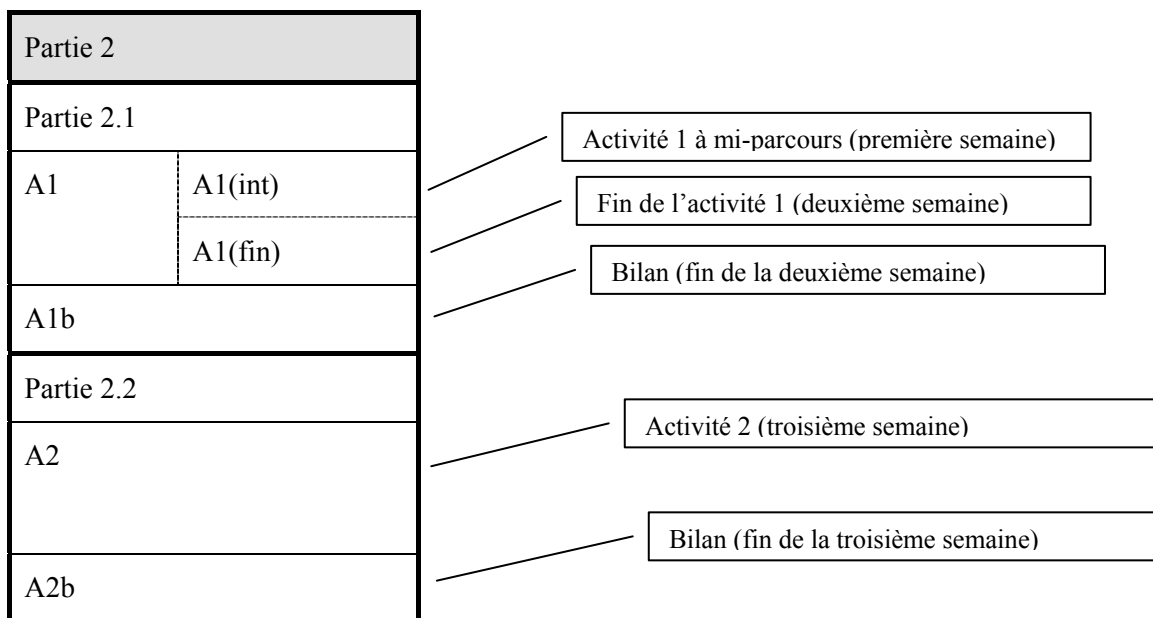 Partie 2
Partie 2.1
Activité 1 à mi-parcours (première semaine)
A1
A1(int)
Fin de l’activité 1 (deuxième semaine)
A1(fin)
Bilan (fin de la deuxième semaine)
A1b
Partie 2.2
Activité 2 (troisième semaine)
A2
Bilan (fin de la troisième semaine)
A2b